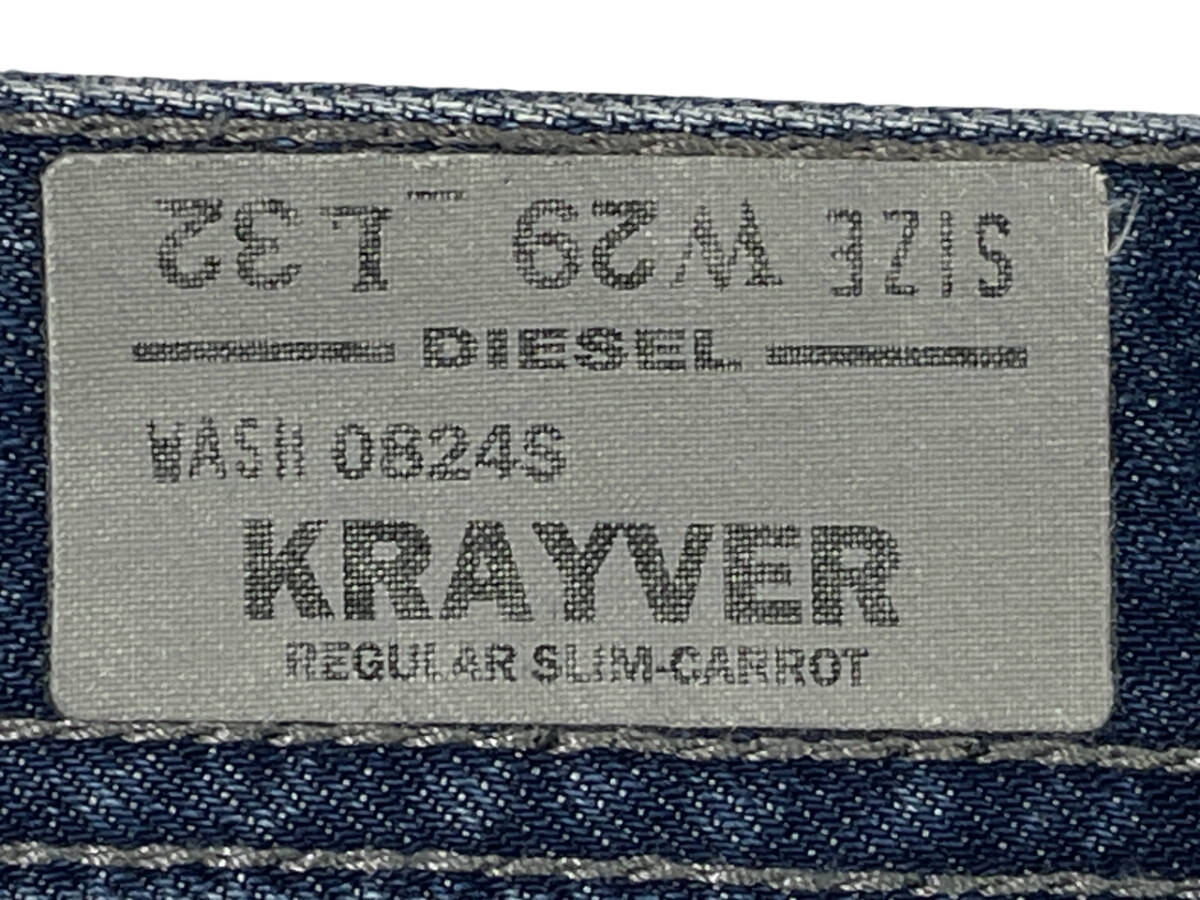 SIZE W29 L32
DIESEL
WASH 0824S
KRAYVER
REGULAR SLIM-CARROT